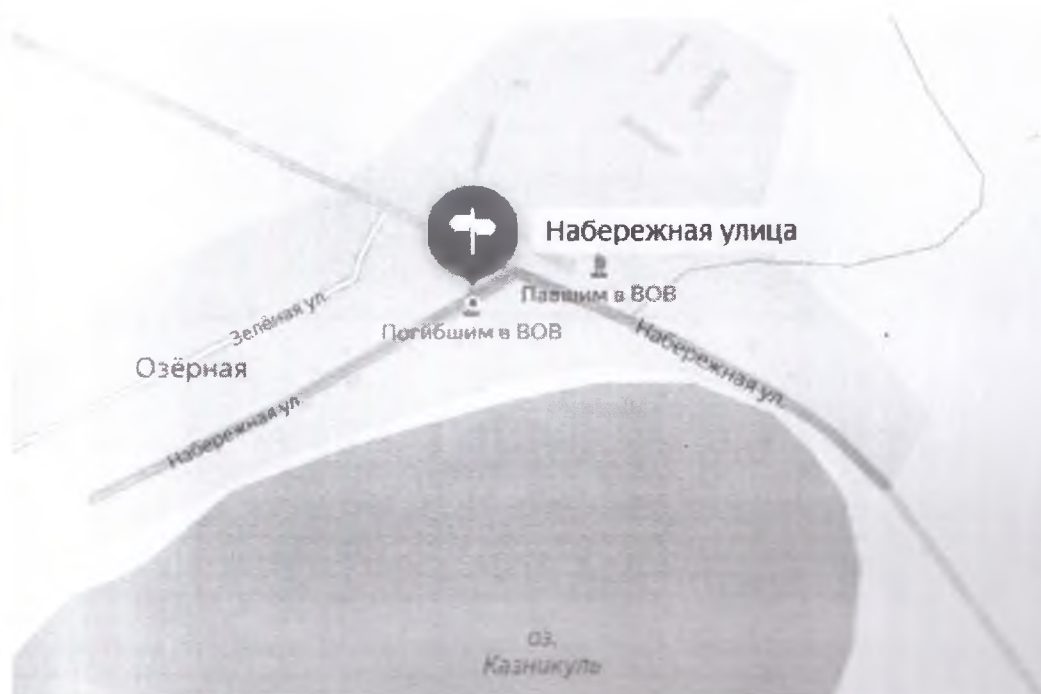 Набережная улица
Павшим в ВОВ
Погибшим в ВОВ
Зелёная ул.
Озёрная
Набережная ул.
Набережная ул.
оз.
Казникуль